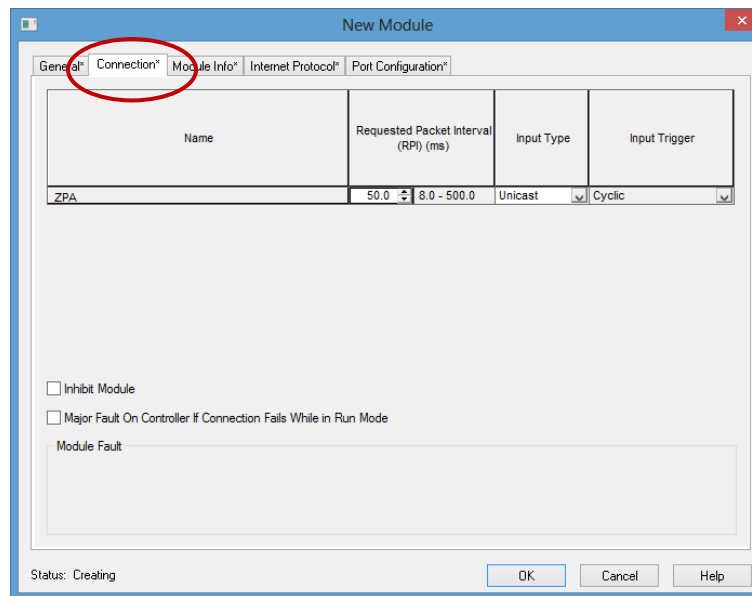 New Module
General* Connection* Module Info* Internet Protocol* Port Configuration*
Name Requested Packet Interval (RPI) (ms) Input Type Input Trigger
ZPA 50.0 8.0 - 500.0 Unicast Cyclic
Inhibit Module
Major Fault On Controller If Connection Fails While in Run Mode
Module Fault
Status: Creating OK Cancel Help